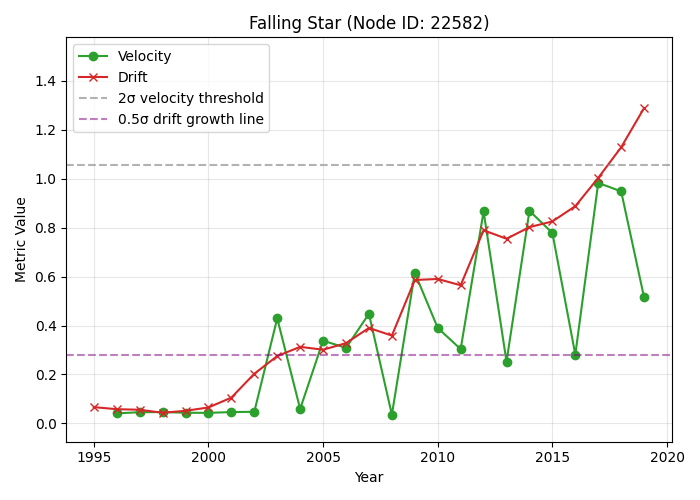 Falling Star (Node ID: 22582)
Velocity
Drift
2σ velocity threshold
0.5σ drift growth line
Metric Value
1.4
1.2
1.0
0.8
0.6
0.4
0.2
0.0
1995 2000 2005 2010 2015 2020
Year